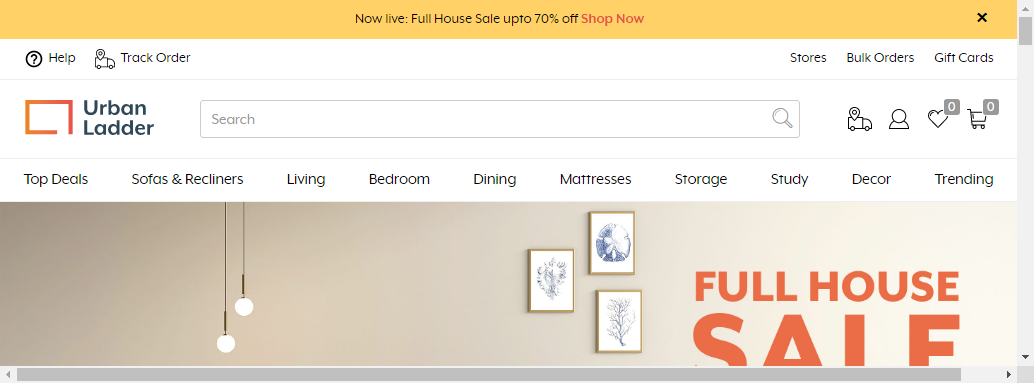 Now live: Full House Sale upto 70% off Shop Now
Help Track Order Stores Bulk Orders Gift Cards
Urban
Ladder
Search
0 0
Top Deals Sofas & Recliners Living Bedroom Dining Mattresses Storage Study Decor Trending
FULL HOUSE
SALE